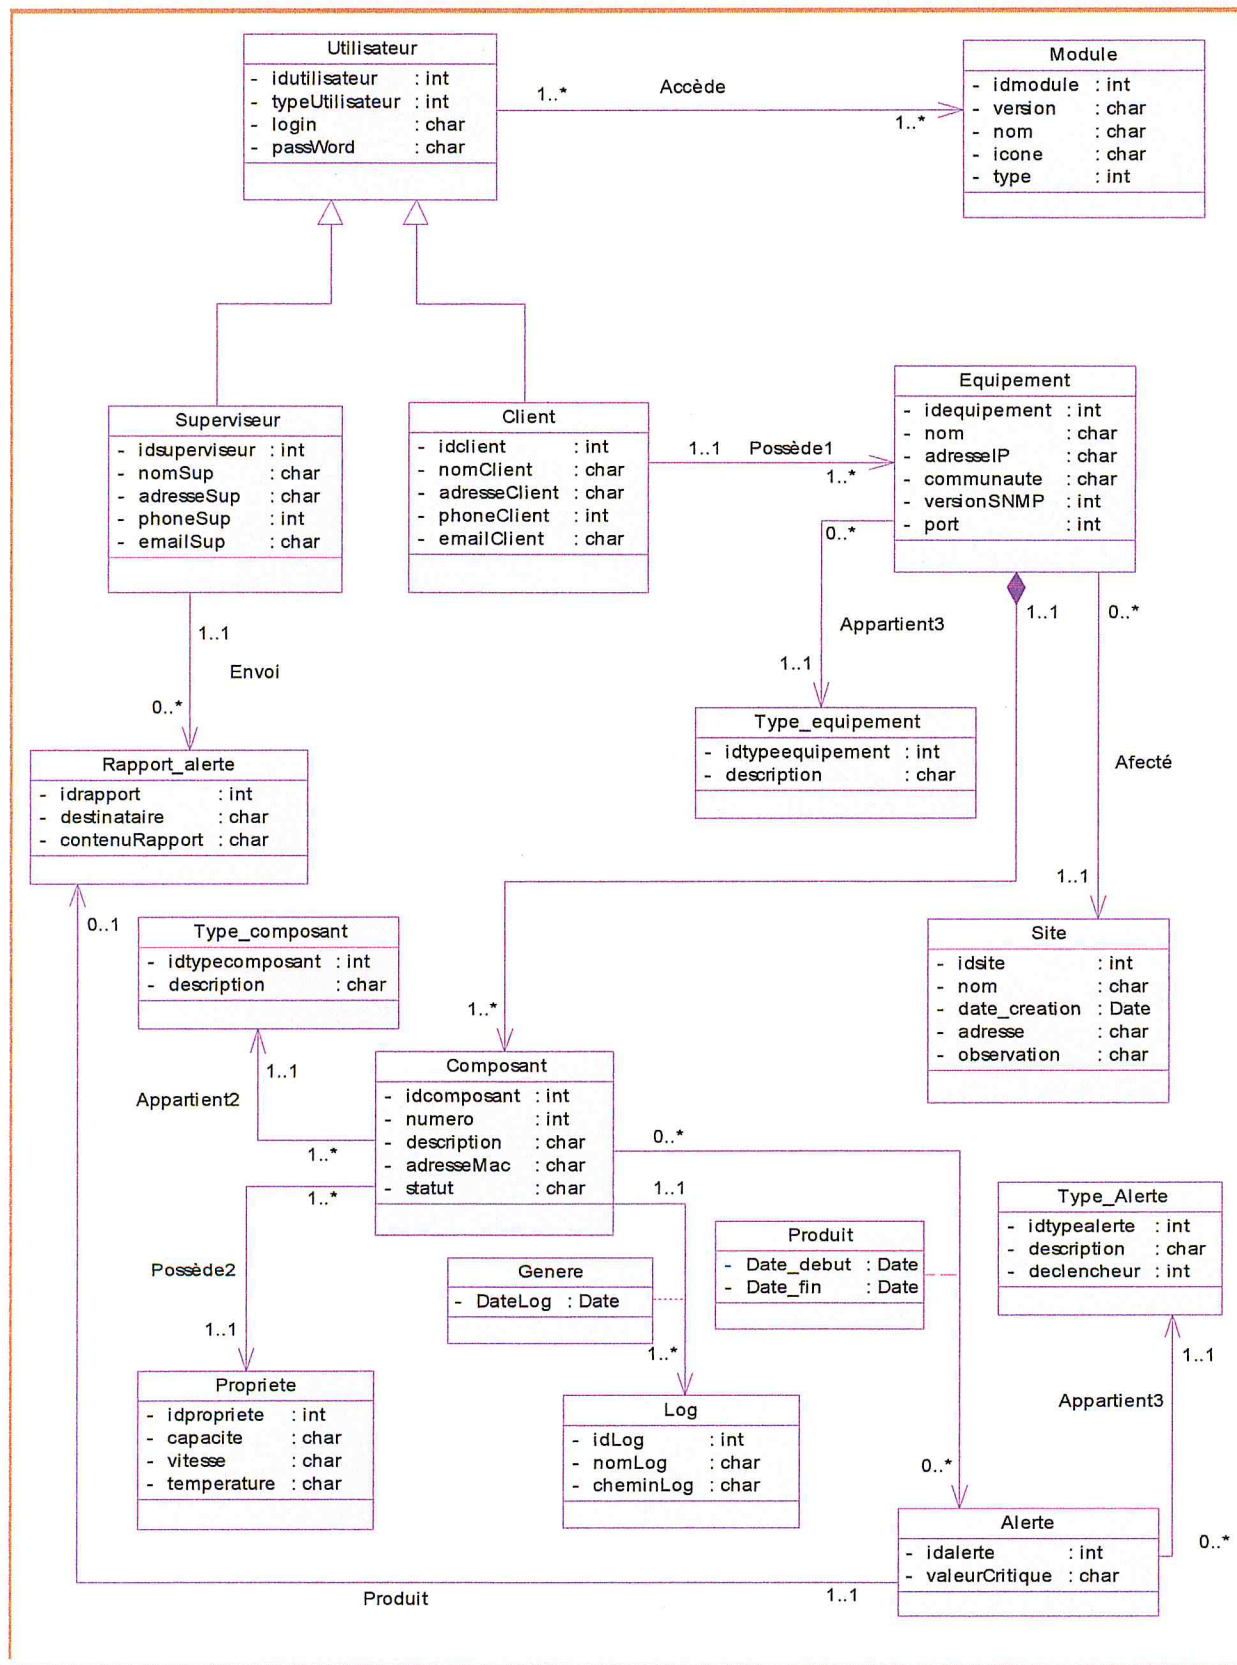 Utilisateur
- idutilisateur : int
- typeUtilisateur : int
- login : char
- passWord : char
1..*
Accède
1..*
Module
- idmodule : int
- version : char
- nom : char
- icone : char
- type : int
Superviseur
- idsuperviseur : int
- nomSup : char
- adresseSup : char
- phoneSup : int
- emailSup : char
Client
- idclient : int
- nomClient : char
- adresseClient : char
- phoneClient : int
- emailClient : char
1..1
Possède1
1..*
Equipement
- idequipement : int
- nom : char
- adresseIP : char
- communaute : char
- versionSNMP : int
- port : int
0..*
Appartient3
1..1
1..1
0..*
1..1
Envoi
0..*
Type_equipement
- idtypeequipement : int
- description : char
Afecté
1..1
Rapport_alerte
- idrapport : int
- destinataire : char
- contenuRapport : char
0..1
Type_composant
- idtypecomposant : int
- description : char
1..*
Site
- idsite : int
- nom : char
- date_creation : Date
- adresse : char
- observation : char
1..1
Appartient2
1..*
Composant
- idcomposant : int
- numero : int
- description : char
- adresseMac : char
- statut : char
0..*
1..1
1..*
Possède2
1..1
Type_Alerte
- idtypealerte : int
- description : char
- declencheur : int
Produit
- Date_debut : Date
- Date_fin : Date
Genère
- DateLog : Date
1..*
1..1
Appartient3
Propriete
- idpropriete : int
- capacite : char
- vitesse : char
- temperature : char
Log
- idLog : int
- nomLog : char
- cheminLog : char
0..*
Alerte
- idalerte : int
- valeurCritique : char
0..*
1..1
Produit